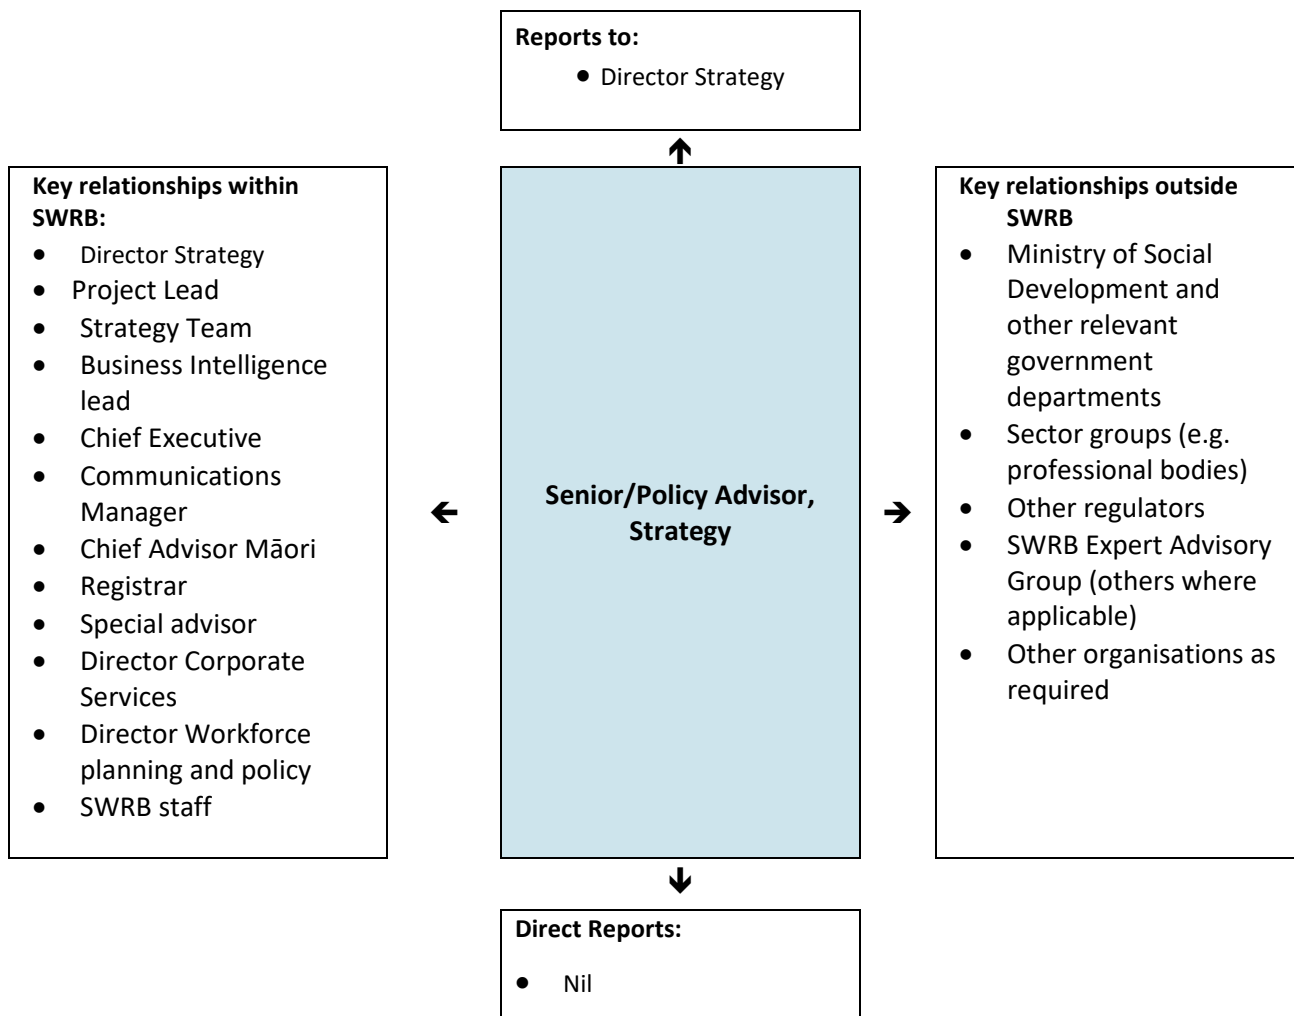 Reports to:
• Director Strategy
Key relationships within
SWRB:
• Director Strategy
• Project Lead
• Strategy Team
• Business Intelligence
lead
• Chief Executive
• Communications
Manager
• Chief Advisor Māori
• Registrar
• Special advisor
• Director Corporate
Services
• Director Workforce
planning and policy
• SWRB staff
Senior/Policy Advisor,
Strategy
Key relationships outside
SWRB
• Ministry of Social
Development and
other relevant
government
departments
• Sector groups (e.g.
professional bodies)
• Other regulators
• SWRB Expert Advisory
Group (others where
applicable)
• Other organisations as
required
Direct Reports:
• Nil